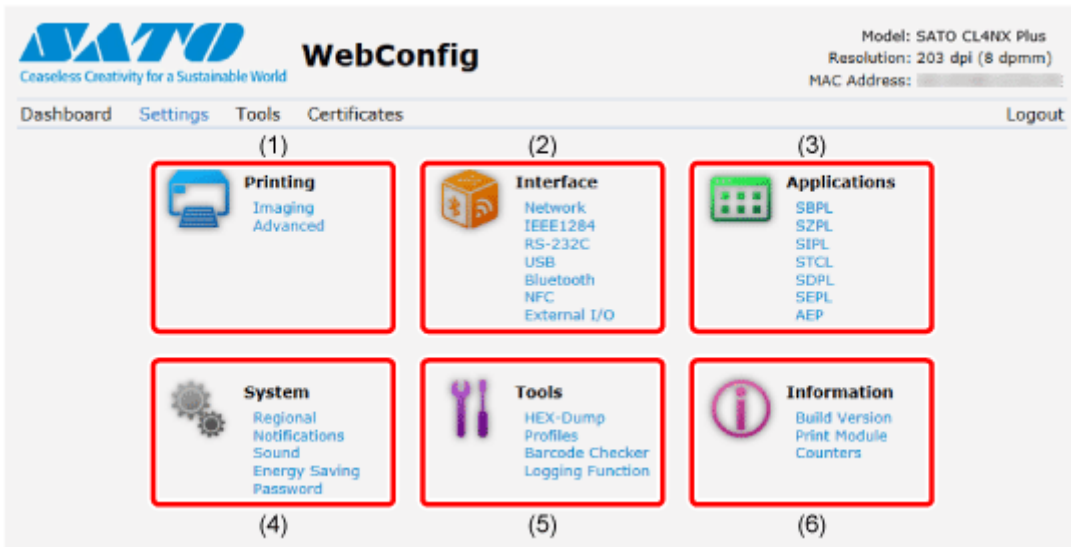 SATO
Ceaseless Creativity for a Sustainable World
WebConfig
Model: SATO CL4NX Plus
Resolution: 203 dpi (8 dpmm)
MAC Address:
Dashboard Settings Tools Certificates Logout
(1) (2) (3)
Printing
Imaging
Advanced
Interface
Network
IEEE1284
RS-232C
USB
Bluetooth
NFC
External I/O
Applications
SBPL
SZPL
SIPL
STCL
SDPL
SEPL
AEP
System
Regional
Notifications
Sound
Energy Saving
Password
Tools
HEX-Dump
Profiles
Barcode Checker
Logging Function
Information
Build Version
Print Module
Counters
(4) (5) (6)